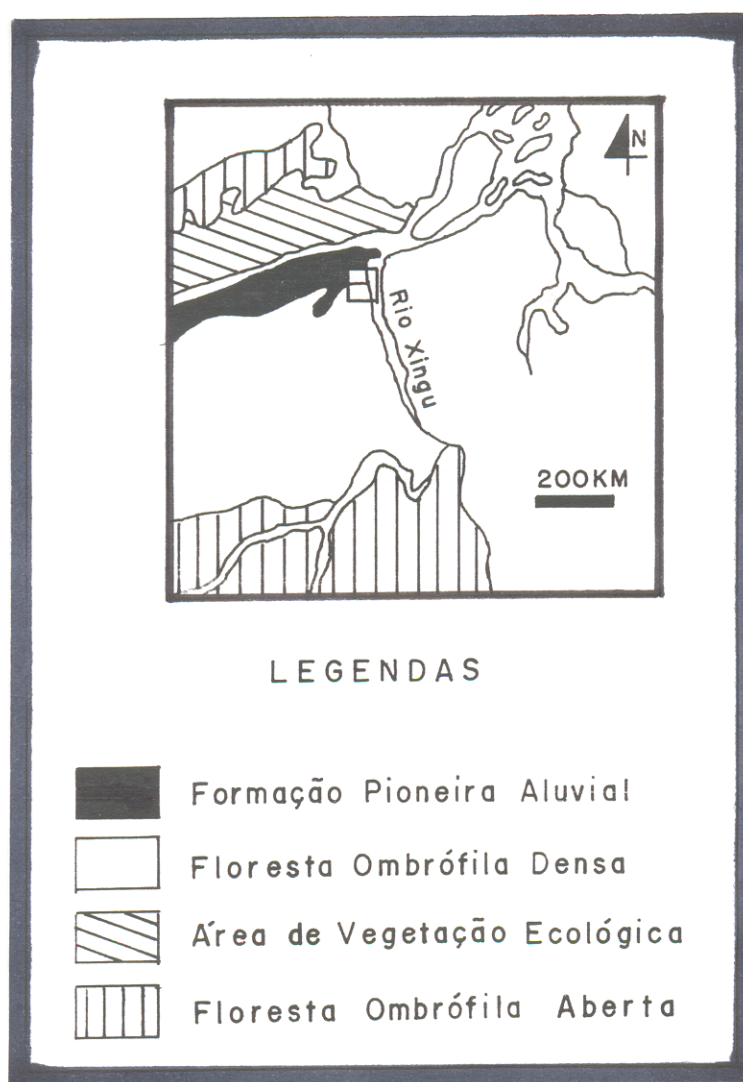 N
Rio Xingu
200KM
LEGENDAS
Formação Pioneira Aluvial
Floresta Ombrófila Densa
Área de Vegetação Ecológica
Floresta Ombrófila Aberta